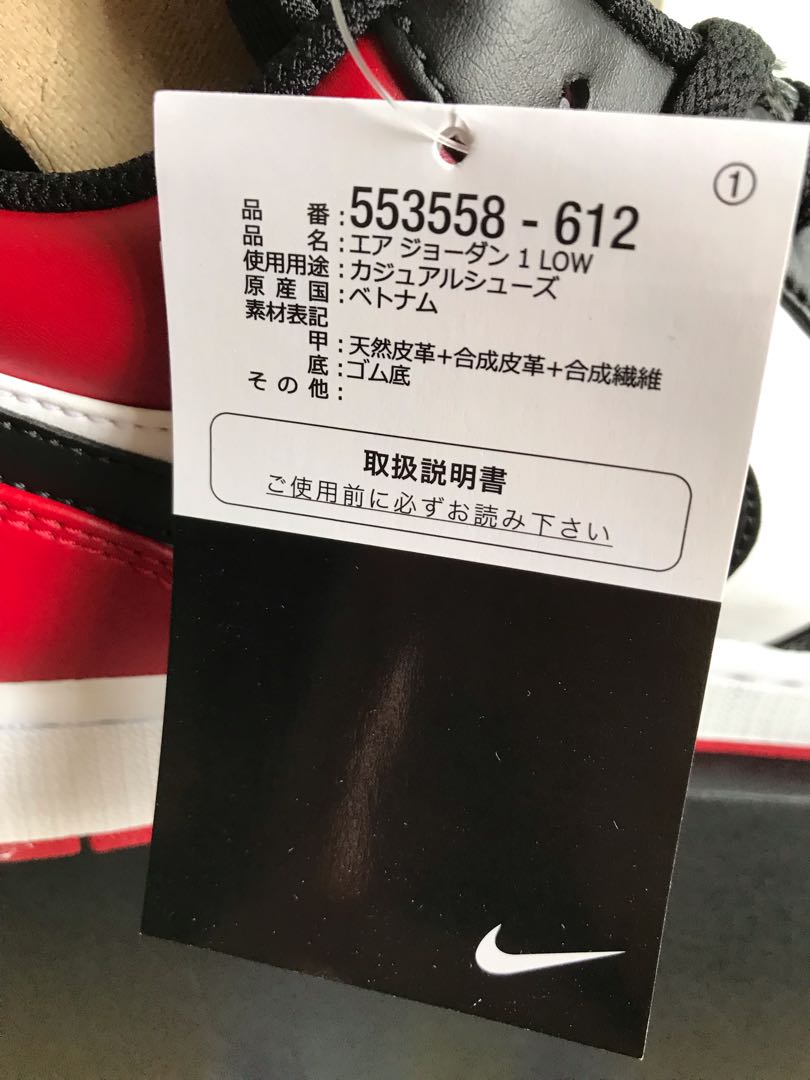 ①
品番:553558 - 612
品名:エア ジョーダン 1 LOW
使用用途:カジュアルシューズ
原産国:ベトナム
素材表記
甲:天然皮革+合成皮革+合成繊維
底:ゴム底
その他:
取扱説明書
ご使用前に必ずお読み下さい